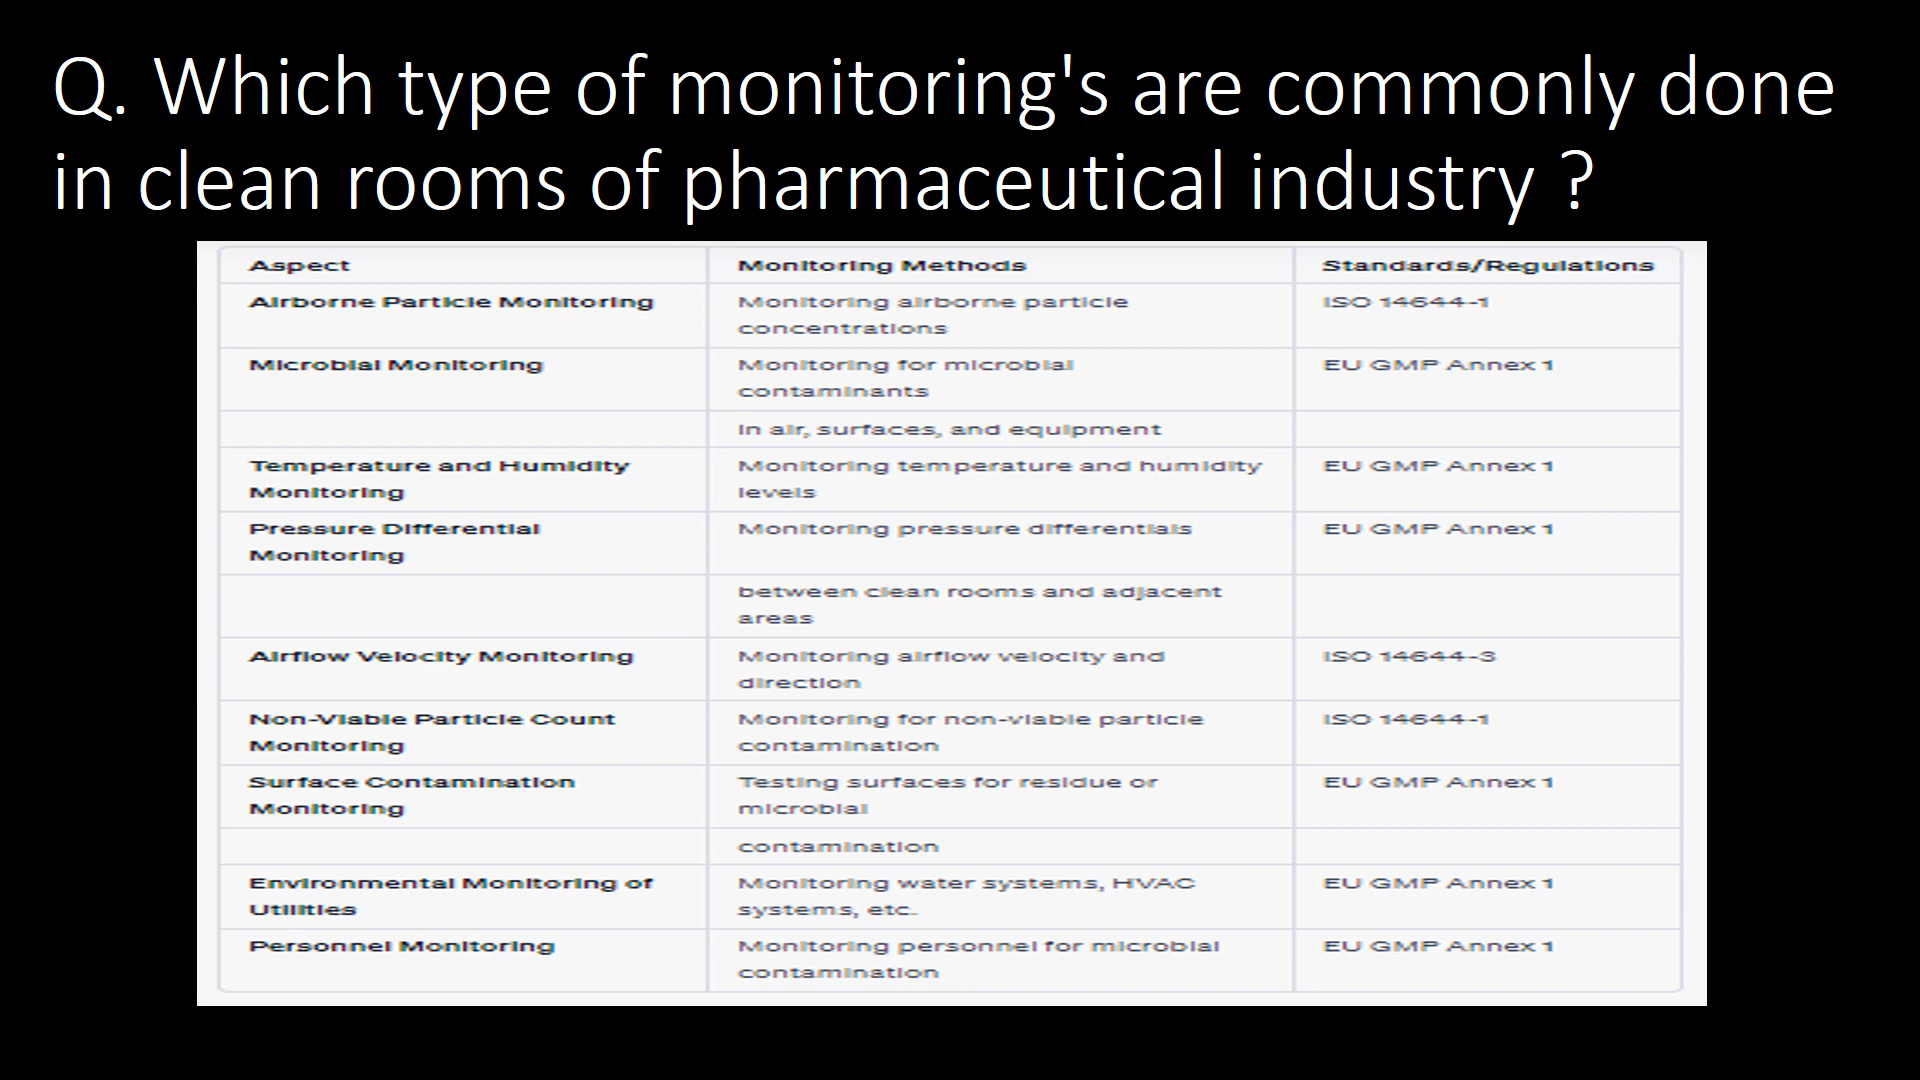 Q. Which type of monitoring's are commonly done
in clean rooms of pharmaceutical industry ?
Aspect Monitoring Methods Standards/Regulations
Airborne Particle Monitoring Monitoring airborne particle ISO 14644-1
concentrations
Microbial Monitoring Monitoring for microbial EU GMP Annex 1
contaminants
in air, surfaces, and equipment
Temperature and Humidity Monitoring temperature and humidity EU GMP Annex 1
Monitoring levels
Pressure Differential Monitoring pressure differentials EU GMP Annex 1
Monitoring
between clean rooms and adjacent
areas
Airflow Velocity Monitoring Monitoring airflow velocity and ISO 14644-3
direction
Non-Viable Particle Count Monitoring for non-viable particle ISO 14644-1
Monitoring contamination
Surface Contamination Testing surfaces for residue or EU GMP Annex 1
Monitoring microbial
contamination
Environmental Monitoring of Monitoring water systems, HVAC EU GMP Annex 1
Utilities systems, etc.
Personnel Monitoring Monitoring personnel for microbial EU GMP Annex 1
contamination